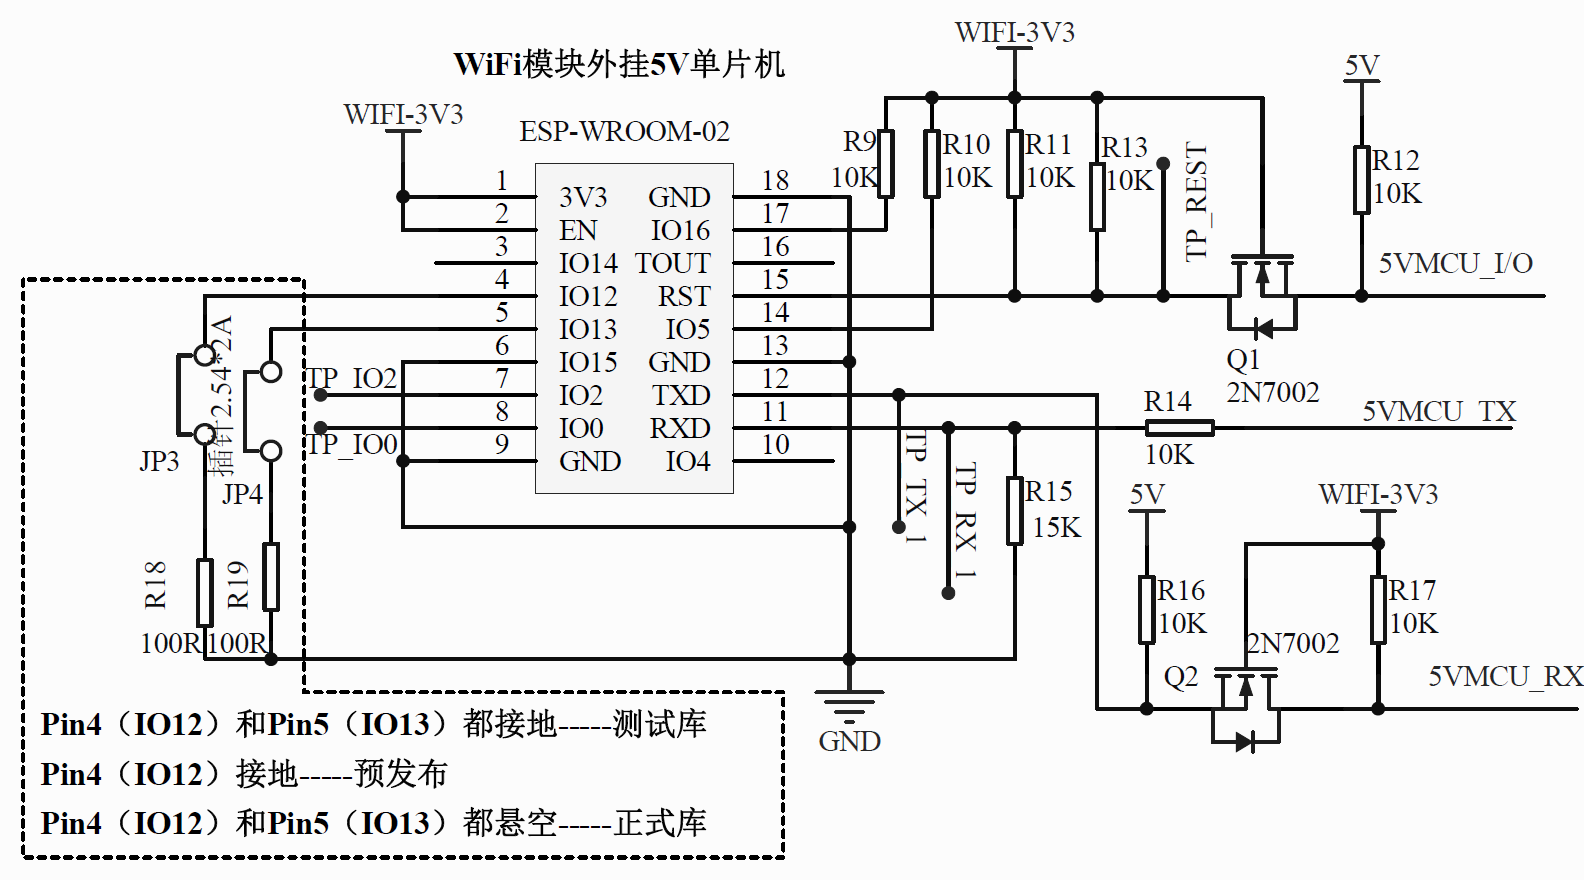 WiFi模块外挂5V单片机
WIFI-3V3
5V
WIFI-3V3
ESP-WROOM-02
R9
10K
R10
10K
R11
10K
R13
10K
TP_REST
R12
10K
1
2
3
4
5
6
7
8
9
3V3
EN
IO14
IO12
IO13
IO15
IO2
IO0
GND
GND
IO16
TOUT
RST
IO5
GND
TXD
RXD
IO4
18
17
16
15
14
13
12
11
10
5VMCU_I/O
Q1
2N7002
R14
10K
5VMCU_TX
TP_IO2
TP_IO0
插针2.54*2A
JP3
JP4
R18
100R
R19
100R
TP_TX_1
TP_RX_1
R15
15K
5V
WIFI-3V3
R16
10K
R17
10K
2N7002
Q2
5VMCU_RX
GND
Pin4（IO12）和Pin5（IO13）都接地-----测试库
Pin4（IO12）接地-----预发布
Pin4（IO12）和Pin5（IO13）都悬空-----正式库